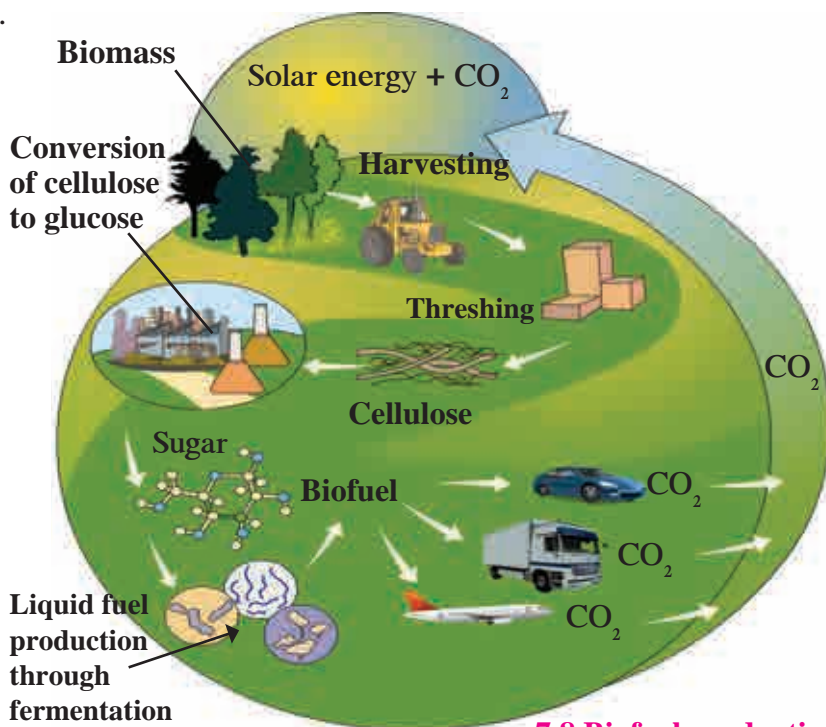 .
Biomass
Solar energy + CO₂
Conversion
of cellulose
to glucose
Harvesting
Threshing
CO₂
Cellulose
Sugar
Biofuel
CO₂
CO₂
CO₂
Liquid fuel
production
through
fermentation